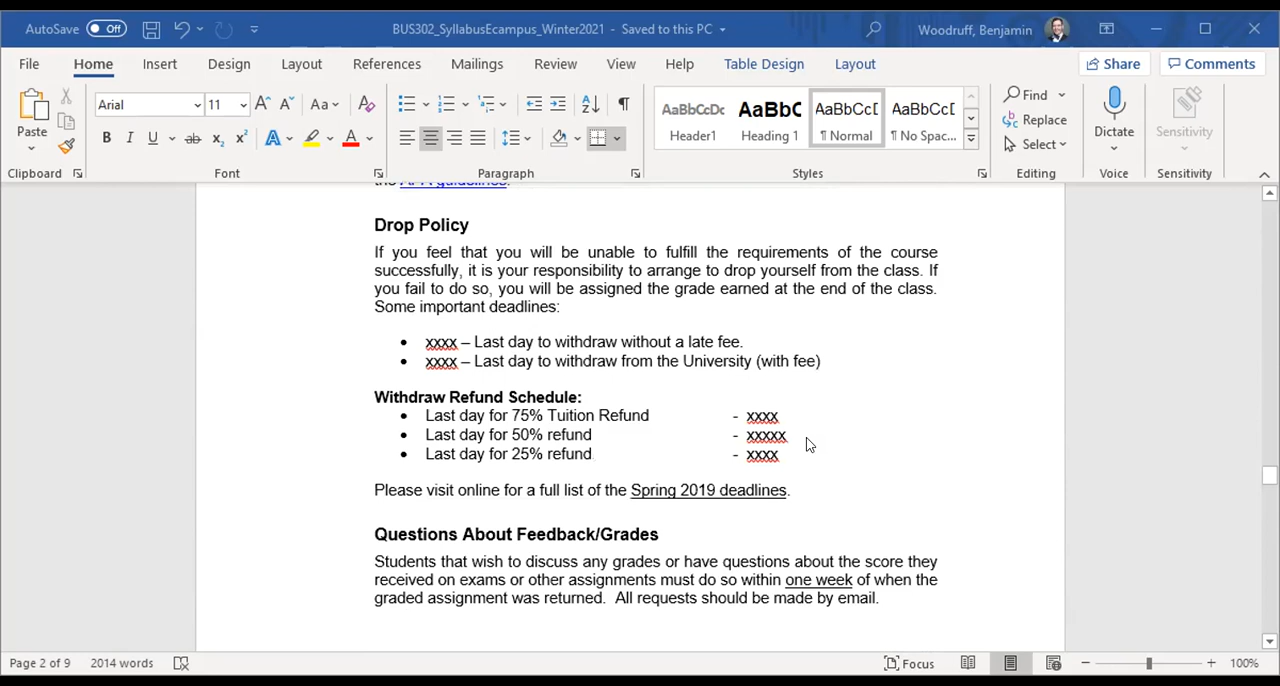 AutoSave Off BUS302_SyllabusEcampus_Winter2021 - Saved to this PC Woodruff, Benjamin
File Home Insert Design Layout References Mailings Review View Help Table Design Layout Share Comments
Paste Arial 11 A A Aa A AaBbCcDc AaBbC AaBbCcD AaBbCcD Find Dictate Sensitivity
Header1 Heading 1 ¶ Normal ¶ No Spac... Replace
B I U ab x₂ x² A A Select
Clipboard Font Paragraph Styles Editing Voice Sensitivity
the APA guidelines.
Drop Policy
If you feel that you will be unable to fulfill the requirements of the course
successfully, it is your responsibility to arrange to drop yourself from the class. If
you fail to do so, you will be assigned the grade earned at the end of the class.
Some important deadlines:
• xxxx – Last day to withdraw without a late fee.
• xxxx – Last day to withdraw from the University (with fee)
Withdraw Refund Schedule:
• Last day for 75% Tuition Refund - xxxx
• Last day for 50% refund - xxxxx
• Last day for 25% refund - xxxx
Please visit online for a full list of the Spring 2019 deadlines.
Questions About Feedback/Grades
Students that wish to discuss any grades or have questions about the score they
received on exams or other assignments must do so within one week of when the
graded assignment was returned. All requests should be made by email.
Page 2 of 9 2014 words Focus 100%